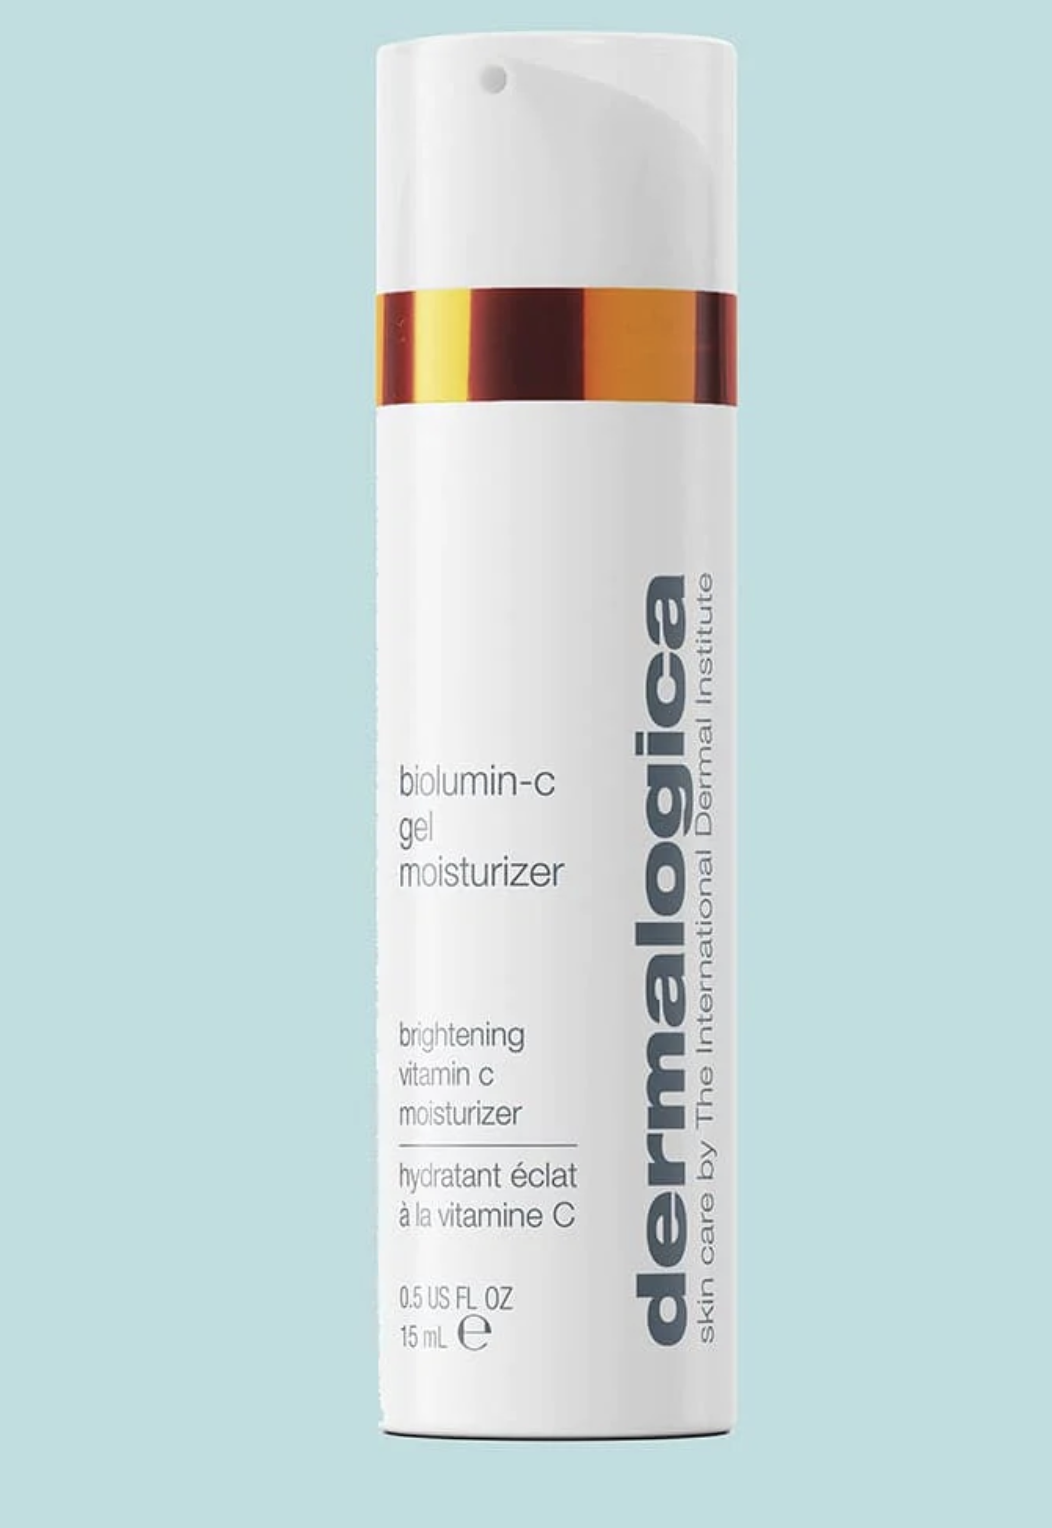 biolumin-c
gel
moisturizer
brightening
vitamin c
moisturizer
hydratant éclat
à la vitamine C
0.5 US FL OZ
15 mL ℮
dermalogica
skin care by The International Dermal Institute